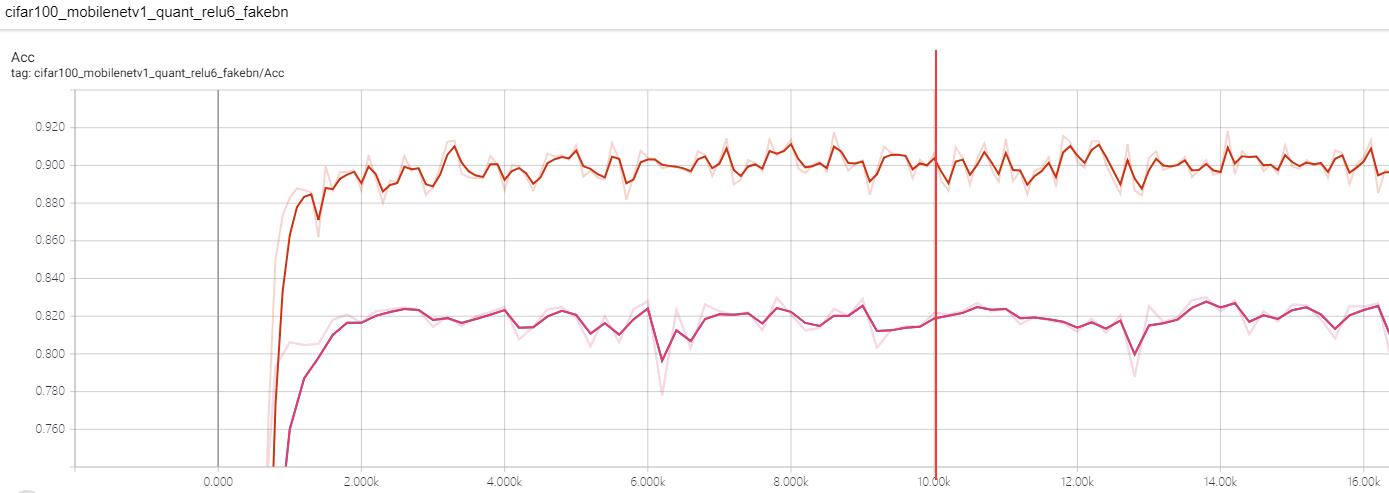 cifar100_mobilenetv1_quant_relu6_fakebn
Acc
tag: cifar100_mobilenetv1_quant_relu6_fakebn/Acc
0.920
0.900
0.880
0.860
0.840
0.820
0.800
0.780
0.760
0.000 2.000k 4.000k 6.000k 8.000k 10.00k 12.00k 14.00k 16.00k